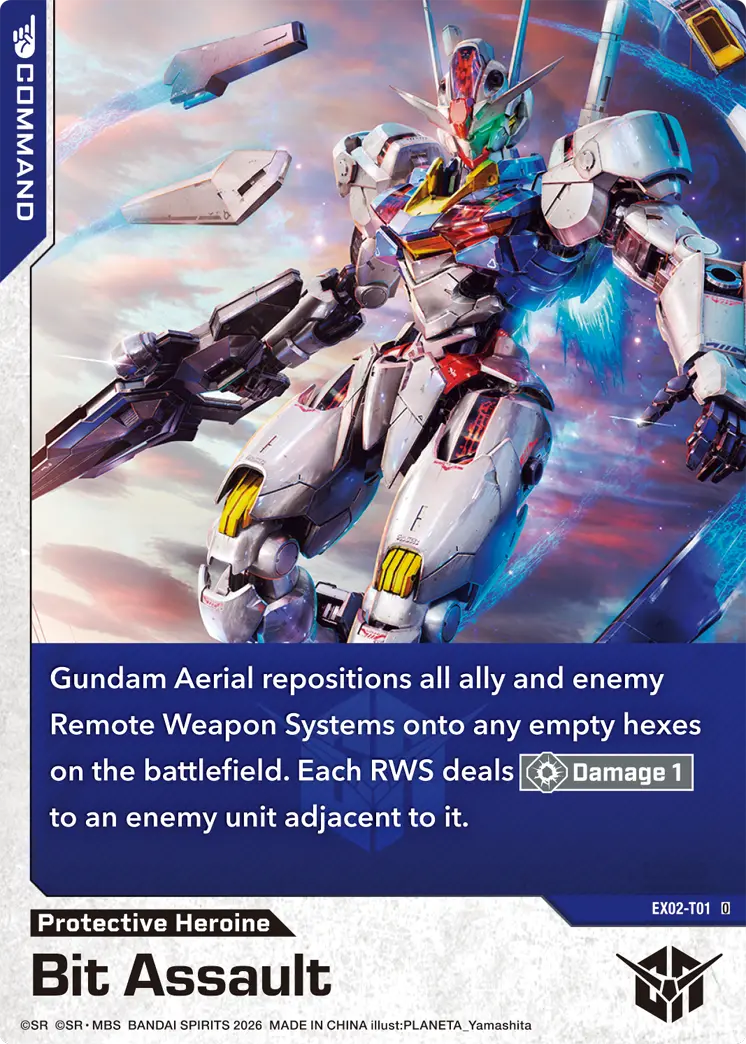 COMMAND
Gundam Aerial repositions all ally and enemy
Remote Weapon Systems onto any empty hexes
on the battlefield. Each RWS deals Damage 1
to an enemy unit adjacent to it.
EX02-T01 0
Protective Heroine
Bit Assault
©SR ©SR・MBS BANDAI SPIRITS 2026 MADE IN CHINA illust:PLANETA_Yamashita